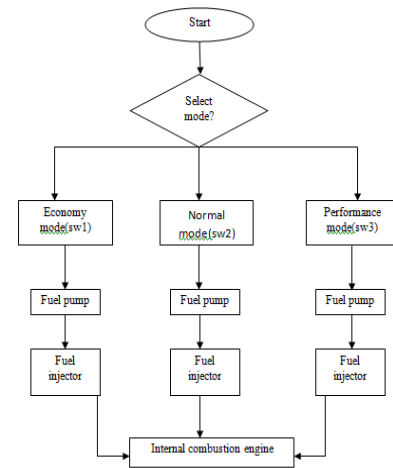 Start
Select
mode?
Economy
mode(sw1)
Normal
mode(sw2)
Performance
mode(sw3)
Fuel pump
Fuel pump
Fuel pump
Fuel
injector
Fuel
injector
Fuel
injector
Internal combustion engine